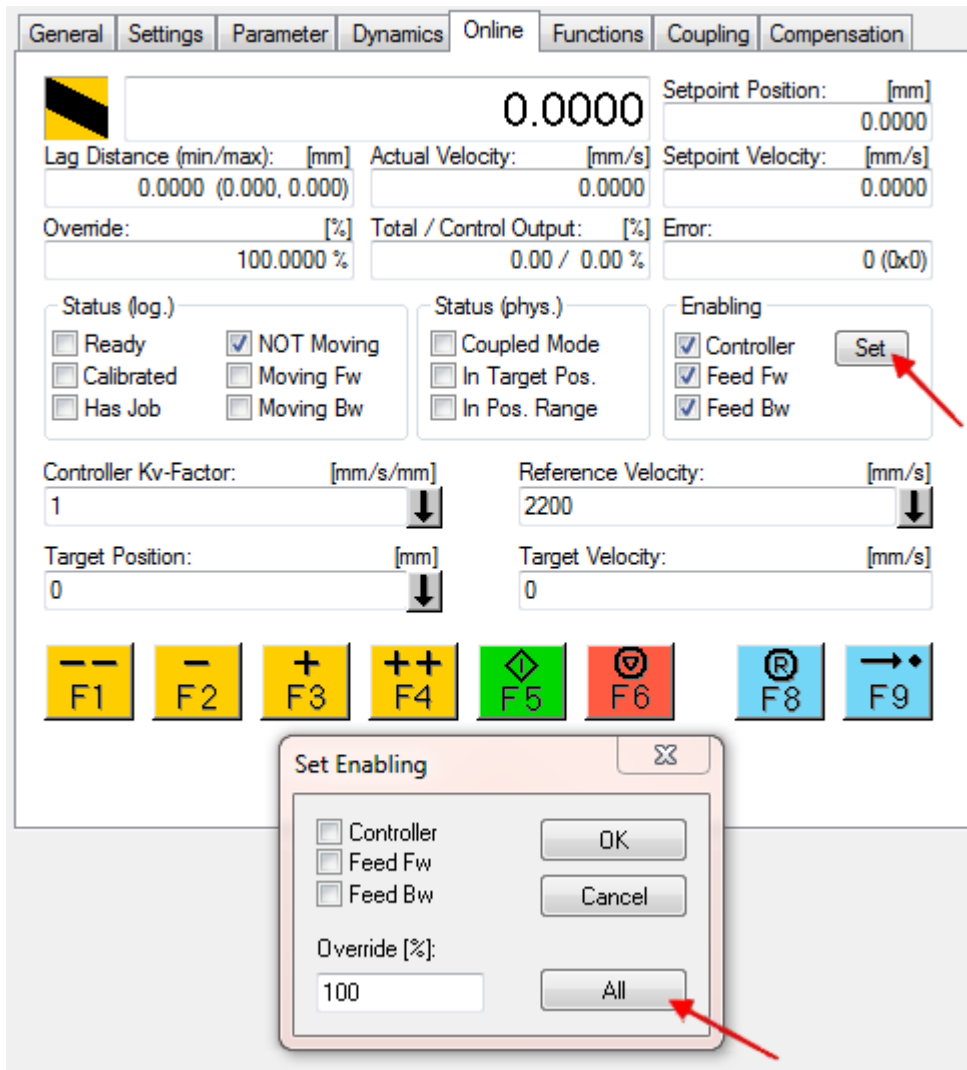 General Settings Parameter Dynamics Online Functions Coupling Compensation
0.0000
Setpoint Position: [mm]
0.0000
Lag Distance (min/max): [mm] Actual Velocity: [mm/s] Setpoint Velocity: [mm/s]
0.0000 (0.000, 0.000) 0.0000 0.0000
Override: [%] Total / Control Output: [%] Error:
100.0000 % 0.00 / 0.00 % 0 (0x0)
Status (log.) Status (phys.) Enabling
Ready NOT Moving Coupled Mode Controller Set
Calibrated Moving Fw In Target Pos. Feed Fw
Has Job Moving Bw In Pos. Range Feed Bw
Controller Kv-Factor: [mm/s/mm] Reference Velocity: [mm/s]
1 2200
Target Position: [mm] Target Velocity: [mm/s]
0 0
−− − + ++ R
F1 F2 F3 F4 F5 F6 F8 F9
Set Enabling
Controller OK
Feed Fw
Feed Bw Cancel
Override [%]:
100 All